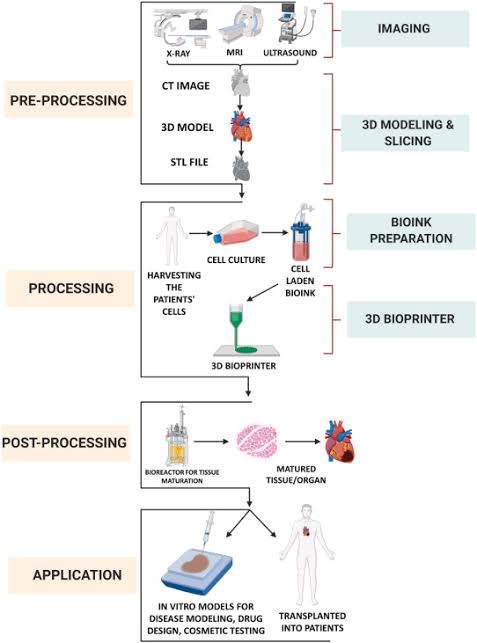 IMAGING
X-RAY
MRI
ULTRASOUND
PRE-PROCESSING
CT IMAGE
3D MODEL
STL FILE
3D MODELING &
SLICING
PROCESSING
HARVESTING
THE
PATIENTS'
CELLS
CELL CULTURE
CELL
LADEN
BIOINK
BIOINK
PREPARATION
3D BIOPRINTER
3D BIOPRINTER
POST-PROCESSING
BIOREACTOR FOR TISSUE
MATURATION
MATURED
TISSUE/ORGAN
APPLICATION
IN VITRO MODELS FOR
DISEASE MODELING, DRUG
DESIGN, COSMETIC TESTING
TRANSPLANTED
INTO PATIENTS